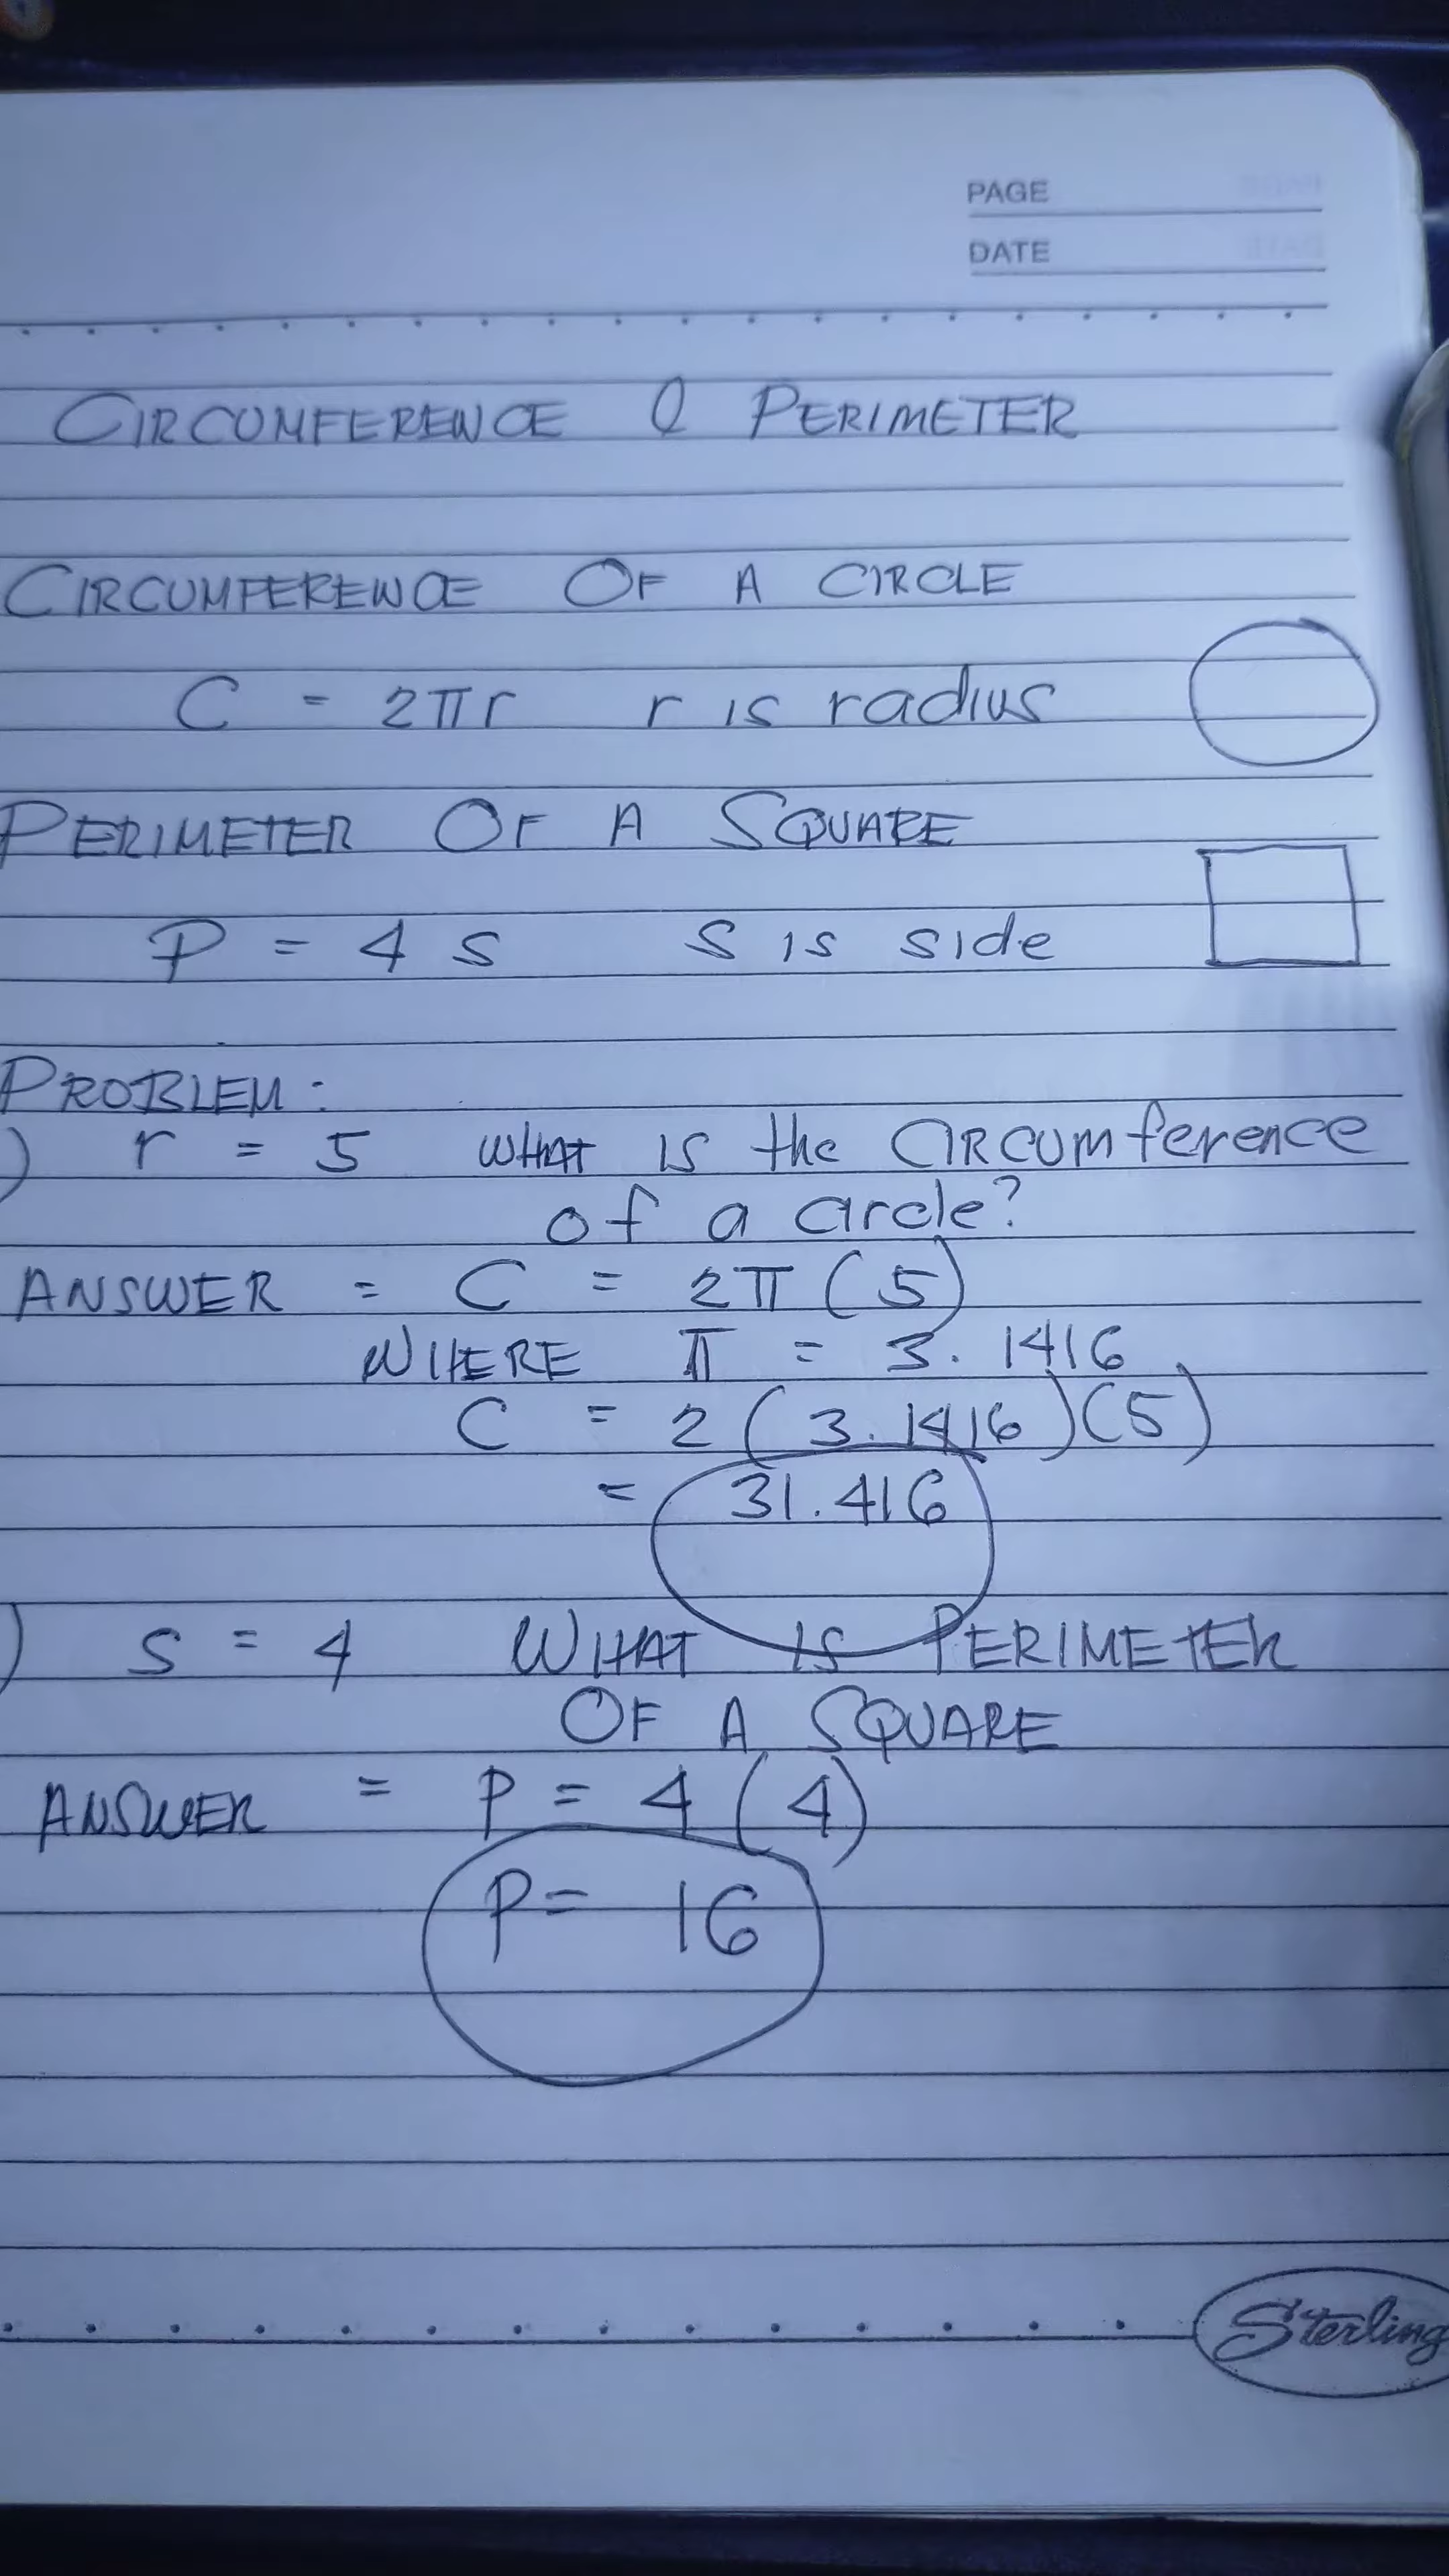 PAGE
DATE
CIRCUMFERENCE & PERIMETER
CIRCUMFERENCE OF A CIRCLE
C = 2πr r is radius
PERIMETER OF A SQUARE
P = 4 s s is side
PROBLEM:
) r = 5 WHAT IS the CIRCUMference
of a circle?
ANSWER = C = 2π (5)
WHERE π = 3.1416
C = 2 (3.1416)(5)
= 31.416
) s = 4 WHAT IS PERIMETER
OF A SQUARE
ANSWER = P = 4 (4)
P = 16
Sterling